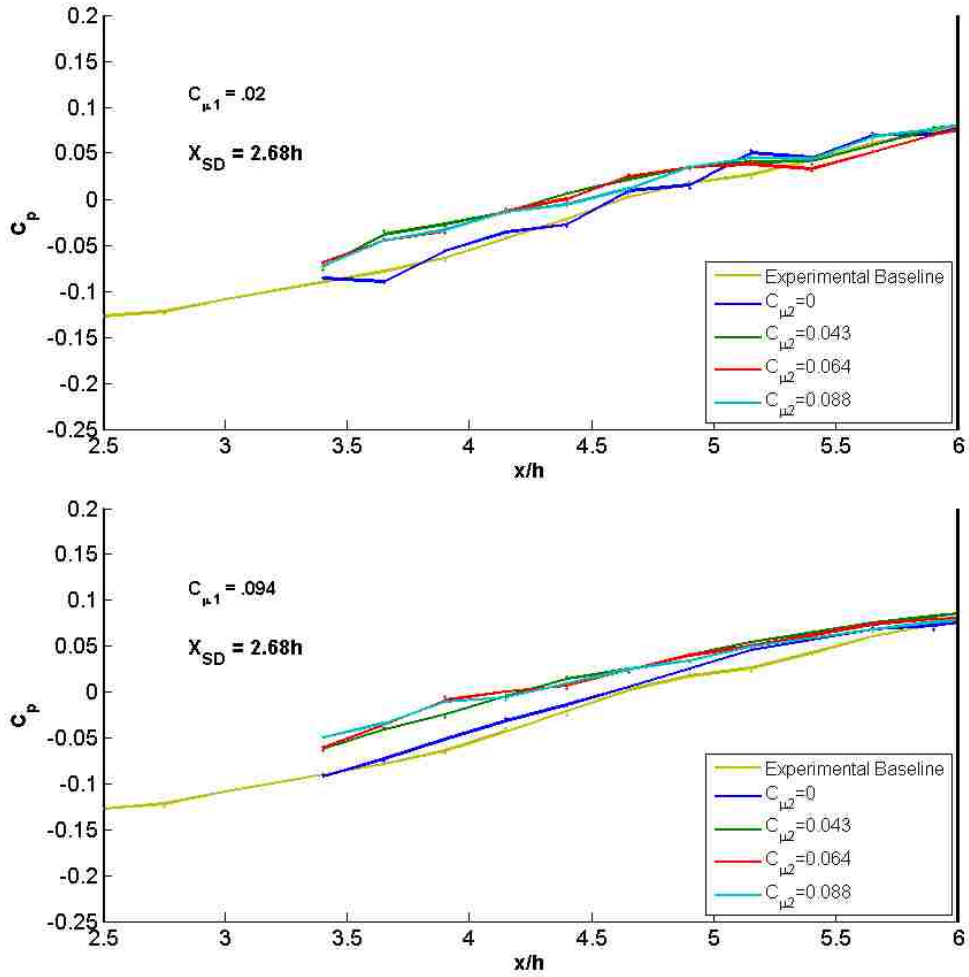 0.2
0.15
0.1
0.05
0
-0.05
-0.1
-0.15
-0.2
-0.25
C_p
C_μ1 = .02
X_SD = 2.68h
Experimental Baseline
C_μ2=0
C_μ2=0.043
C_μ2=0.064
C_μ2=0.088
2.5 3 3.5 4 4.5 5 5.5 6
x/h
0.2
0.15
0.1
0.05
0
-0.05
-0.1
-0.15
-0.2
-0.25
C_p
C_μ1 = .094
X_SD = 2.68h
Experimental Baseline
C_μ2=0
C_μ2=0.043
C_μ2=0.064
C_μ2=0.088
2.5 3 3.5 4 4.5 5 5.5 6
x/h